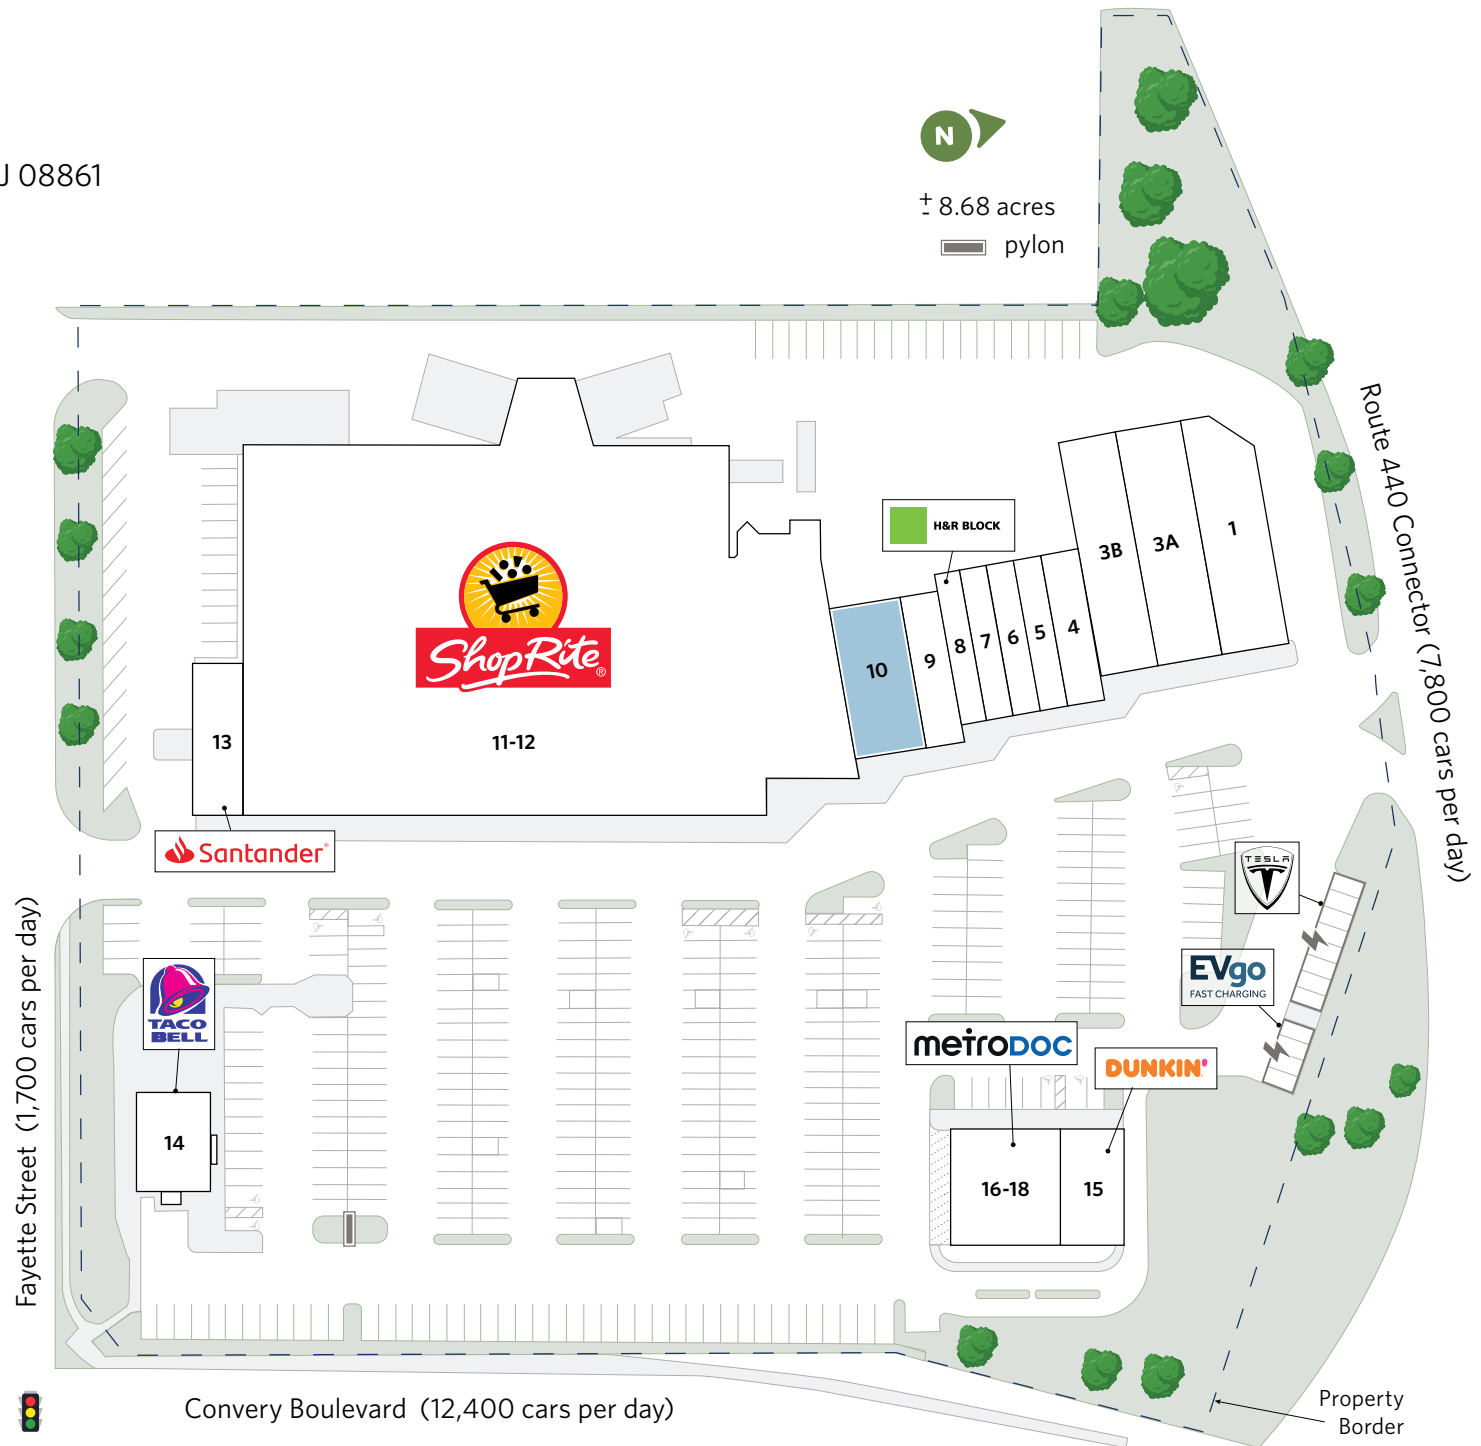 J 08861
N
± 8.68 acres
pylon
Route 440 Connector (7,800 cars per day)
H&R BLOCK
1
3A
3B
4
5
6
7
8
9
10
ShopRite®
11-12
13
Santander®
TESLA
EVgo
FAST CHARGING
TACO
BELL
metroDOC
DUNKIN'
14
16-18
15
Fayette Street (1,700 cars per day)
Convery Boulevard (12,400 cars per day)
Property
Border